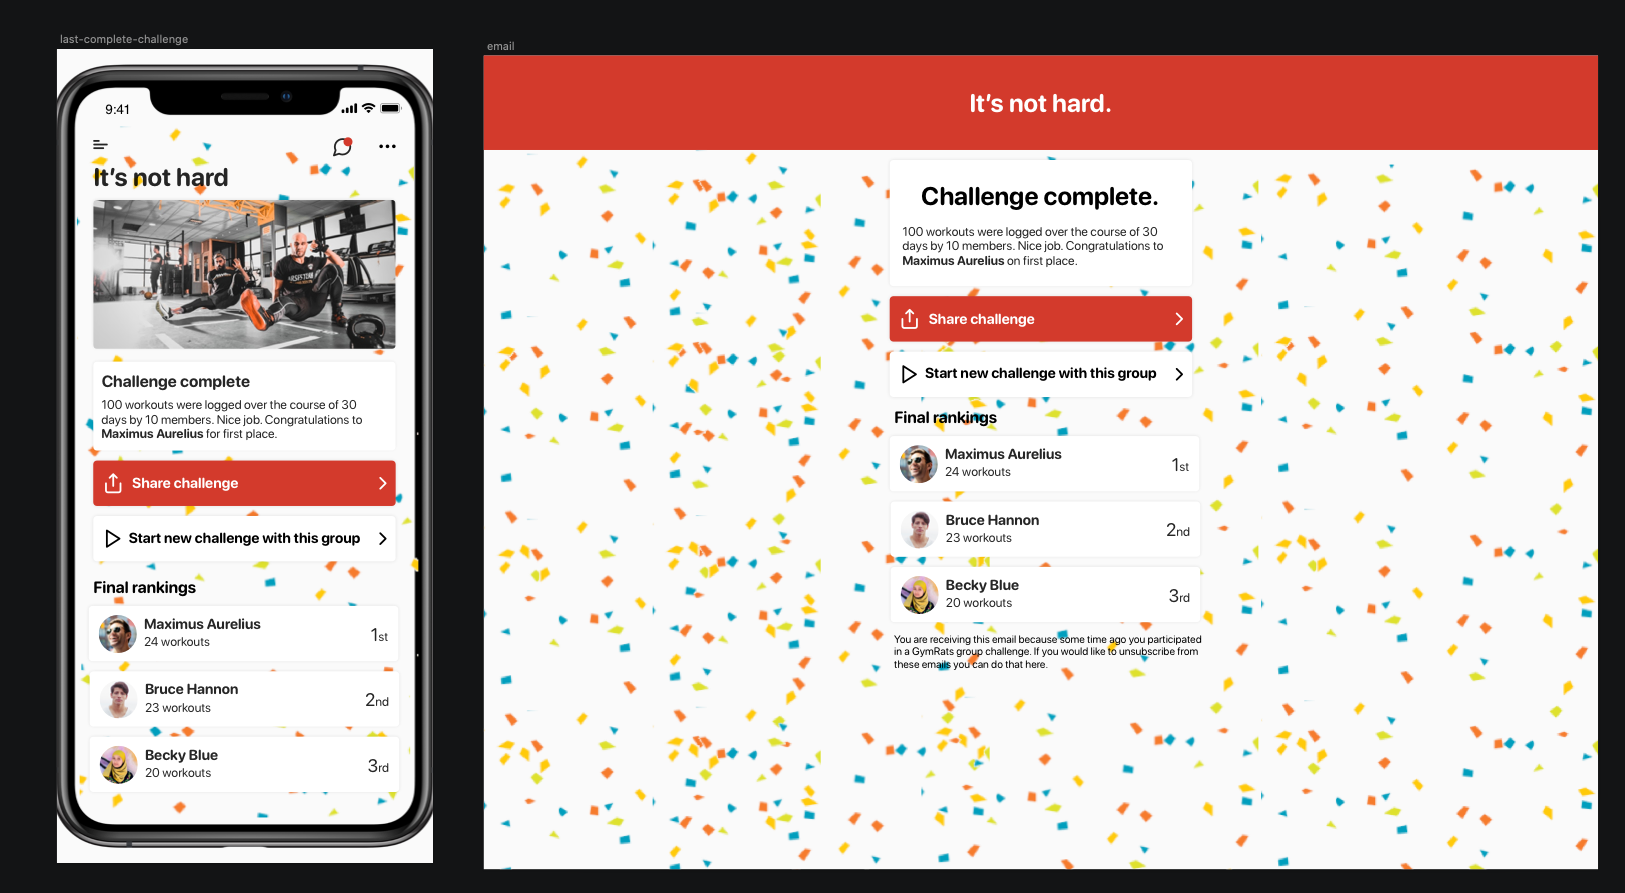 last-complete-challenge
9:41
It's not hard
Challenge complete
100 workouts were logged over the course of 30
days by 10 members. Nice job. Congratulations to
Maximus Aurelius for first place.
Share challenge
Start new challenge with this group
Final rankings
Maximus Aurelius
24 workouts
1st
Bruce Hannon
23 workouts
2nd
Becky Blue
20 workouts
3rd
email
It's not hard.
Challenge complete.
100 workouts were logged over the course of 30
days by 10 members. Nice job. Congratulations to
Maximus Aurelius on first place.
Share challenge
Start new challenge with this group
Final rankings
Maximus Aurelius
24 workouts
1st
Bruce Hannon
23 workouts
2nd
Becky Blue
20 workouts
3rd
You are receiving this email because some time ago you participated
in a GymRats group challenge. If you would like to unsubscribe from
these emails you can do that here.